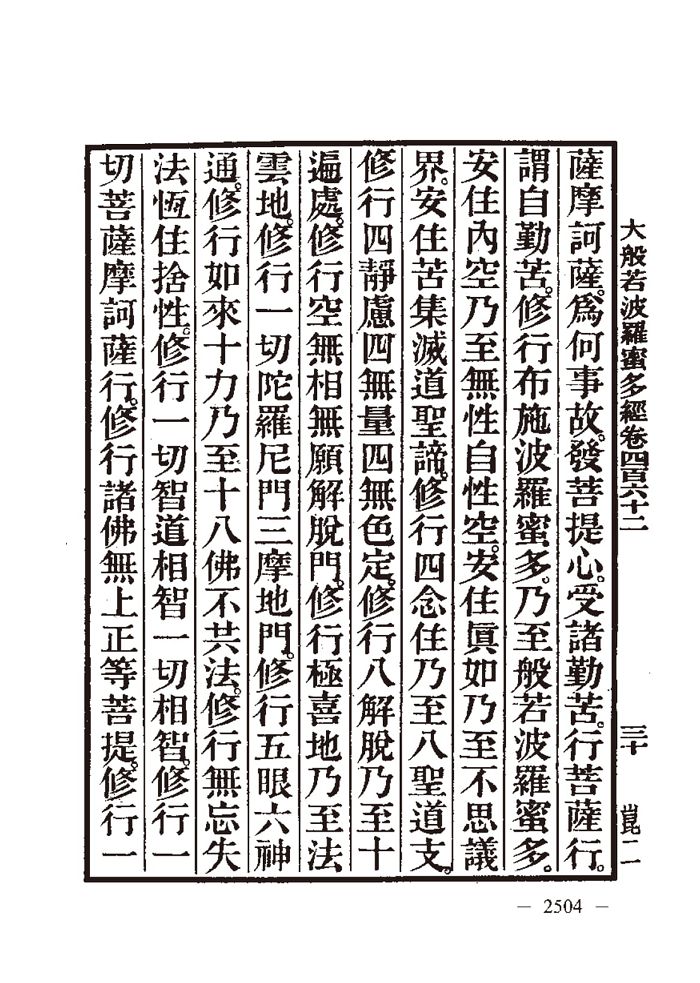 大般若波羅蜜多經卷四百六十二
三十
崑二
薩摩訶薩。爲何事故。發菩提心。受諸勤苦。行菩薩行。
謂自勤苦。修行布施波羅蜜多。乃至般若波羅蜜多。
安住內空乃至無性自性空。安住眞如乃至不思議
界。安住苦集滅道聖諦。修行四念住乃至八聖道支。
修行四靜慮四無量四無色定。修行八解脫乃至十
遍處。修行空無相無願解脫門。修行極喜地乃至法
雲地。修行一切陀羅尼門三摩地門。修行五眼六神
通。修行如來十力乃至十八佛不共法。修行無忘失
法恆住捨性。修行一切智道相智一切相智。修行一
切菩薩摩訶薩行。修行諸佛無上正等菩提。修行一
— 2504 —